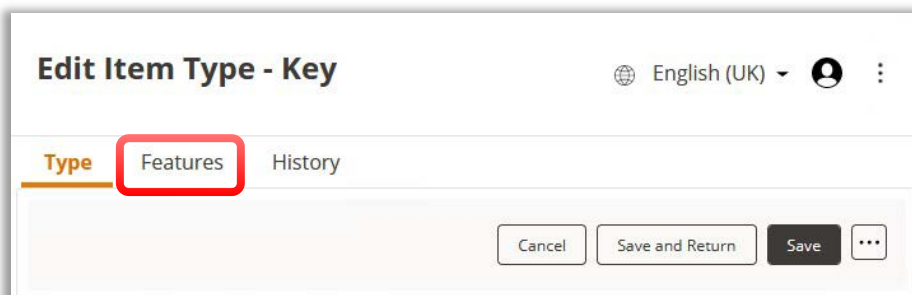 Edit Item Type - Key
English (UK)
Type Features History
Cancel Save and Return Save ...